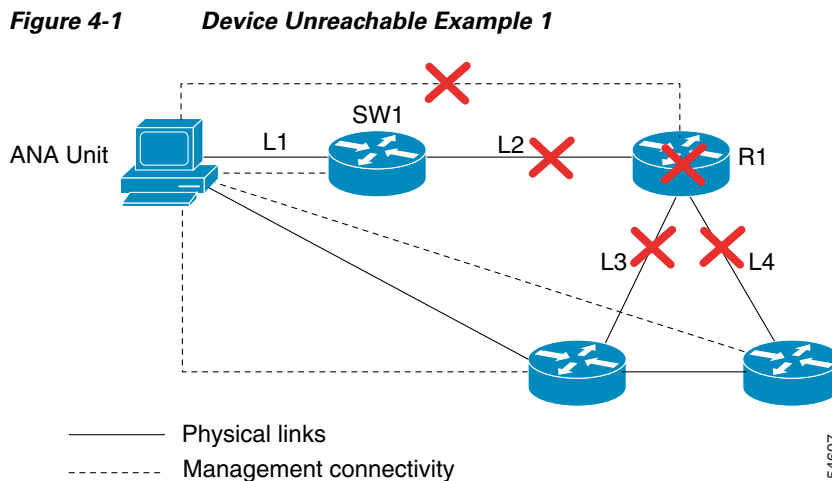 Figure 4-1 Device Unreachable Example 1
SW1
ANA Unit
L1
L2
R1
L3
L4
Physical links
Management connectivity